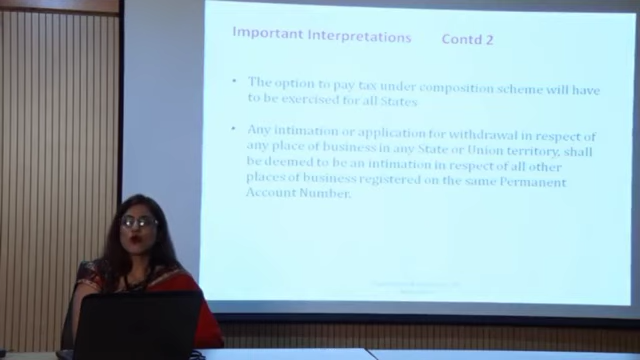 Important Interpretations Contd 2
• The option to pay tax under composition scheme will have
to be exercised for all States
• Any intimation or application for withdrawal in respect of
any place of business in any State or Union territory, shall
be deemed to be an intimation in respect of all other
places of business registered on the same Permanent
Account Number.